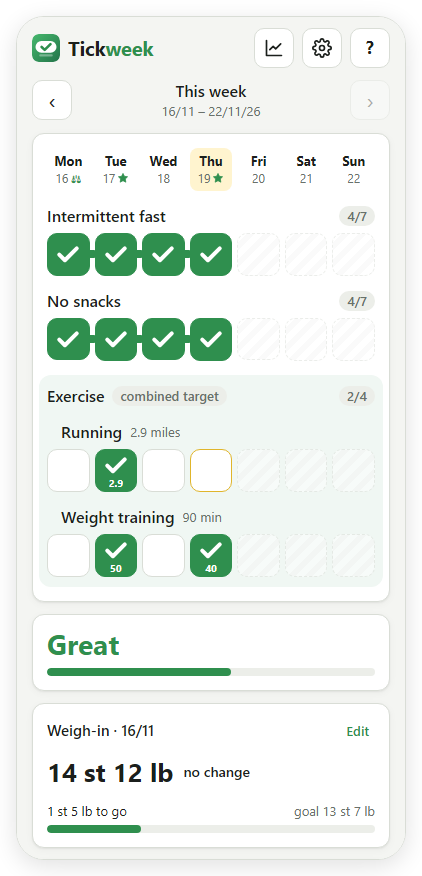 Tickweek
?
‹
This week
›
16/11 – 22/11/26
Mon Tue Wed Thu Fri Sat Sun
16 17 18 19 20 21 22
Intermittent fast 4/7
No snacks 4/7
Exercise combined target 2/4
Running 2.9 miles
2.9
Weight training 90 min
50 40
Great
Weigh-in · 16/11 Edit
14 st 12 lb no change
1 st 5 lb to go goal 13 st 7 lb